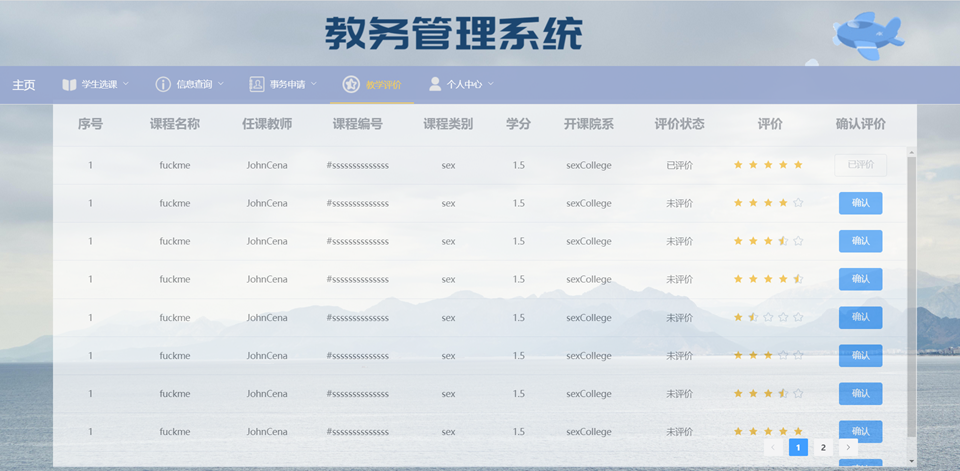 教务管理系统
主页 学生选课 信息查询 事务申请 教学评价 个人中心
序号 课程名称 任课教师 课程编号 课程类别 学分 开课院系 评价状态 评价 确认评价
1 fuckme JohnCena #ssssssssssssss sex 1.5 sexCollege 已评价 已评价
1 fuckme JohnCena #ssssssssssssss sex 1.5 sexCollege 未评价 确认
1 fuckme JohnCena #ssssssssssssss sex 1.5 sexCollege 未评价 确认
1 fuckme JohnCena #ssssssssssssss sex 1.5 sexCollege 未评价 确认
1 fuckme JohnCena #ssssssssssssss sex 1.5 sexCollege 未评价 确认
1 fuckme JohnCena #ssssssssssssss sex 1.5 sexCollege 未评价 确认
1 fuckme JohnCena #ssssssssssssss sex 1.5 sexCollege 未评价 确认
1 fuckme JohnCena #ssssssssssssss sex 1.5 sexCollege 未评价 确认
1 2